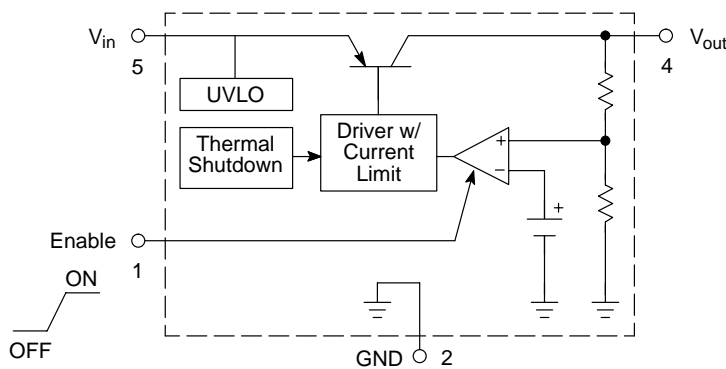 Vin
5
Vout
4
UVLO
Thermal
Shutdown
Driver w/
Current
Limit
+
−
+
Enable
1
ON
OFF
GND
2